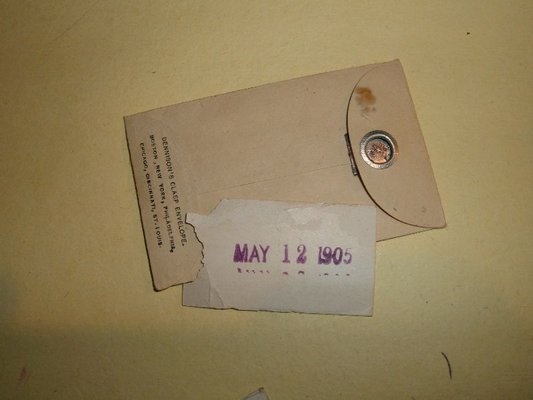 DENNISON'S CLASP ENVELOPE.
BOSTON, NEW YORK, PHILADELPHIA,
CHICAGO, CINCINNATI, ST. LOUIS.
MAY 12 1905